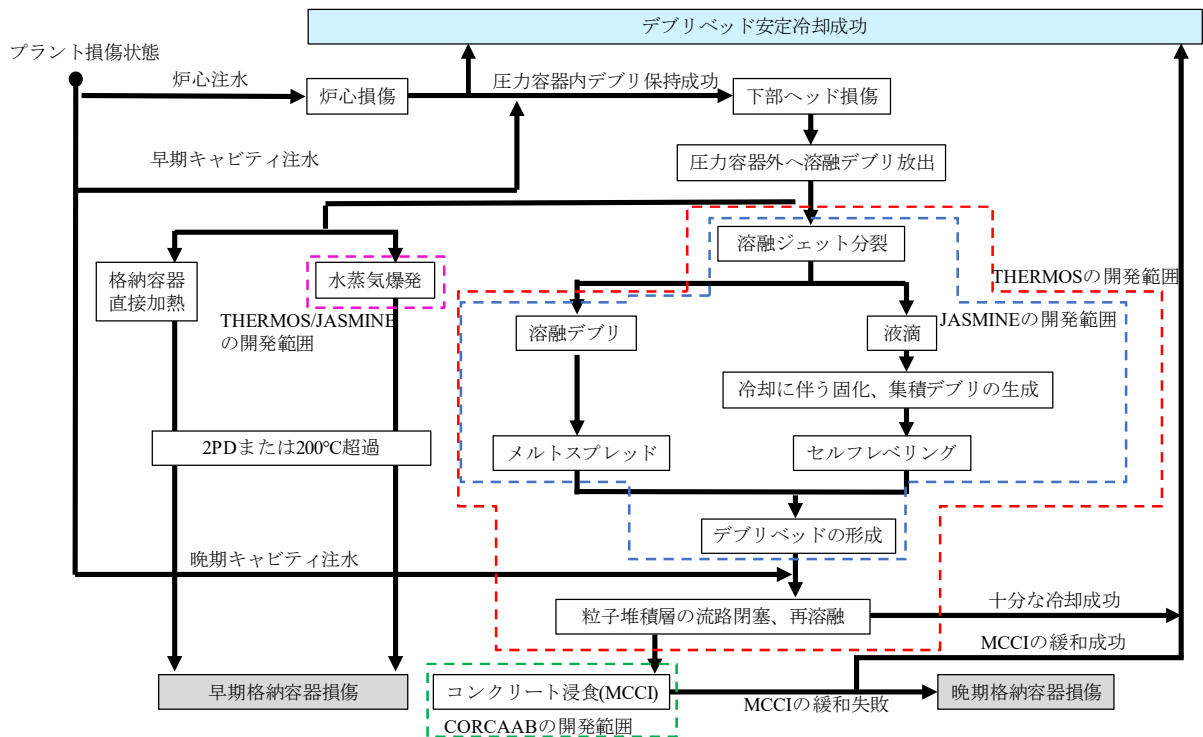 デブリベッド安定冷却成功
プラント損傷状態
炉心注水
炉心損傷
圧力容器内デブリ保持成功
下部ヘッド損傷
早期キャビティ注水
圧力容器外へ溶融デブリ放出
溶融ジェット分裂
格納容器
直接加熱
水蒸気爆発
THERMOSの開発範囲
THERMOS/JASMINE
の開発範囲
JASMINEの開発範囲
溶融デブリ
液滴
冷却に伴う固化、集積デブリの生成
2PDまたは200℃超過
メルトスプレッド
セルフレベリング
デブリベッドの形成
晩期キャビティ注水
粒子堆積層の流路閉塞、再溶融
十分な冷却成功
MCCIの緩和成功
早期格納容器損傷
コンクリート浸食(MCCI)
MCCIの緩和失敗
晩期格納容器損傷
CORCAABの開発範囲